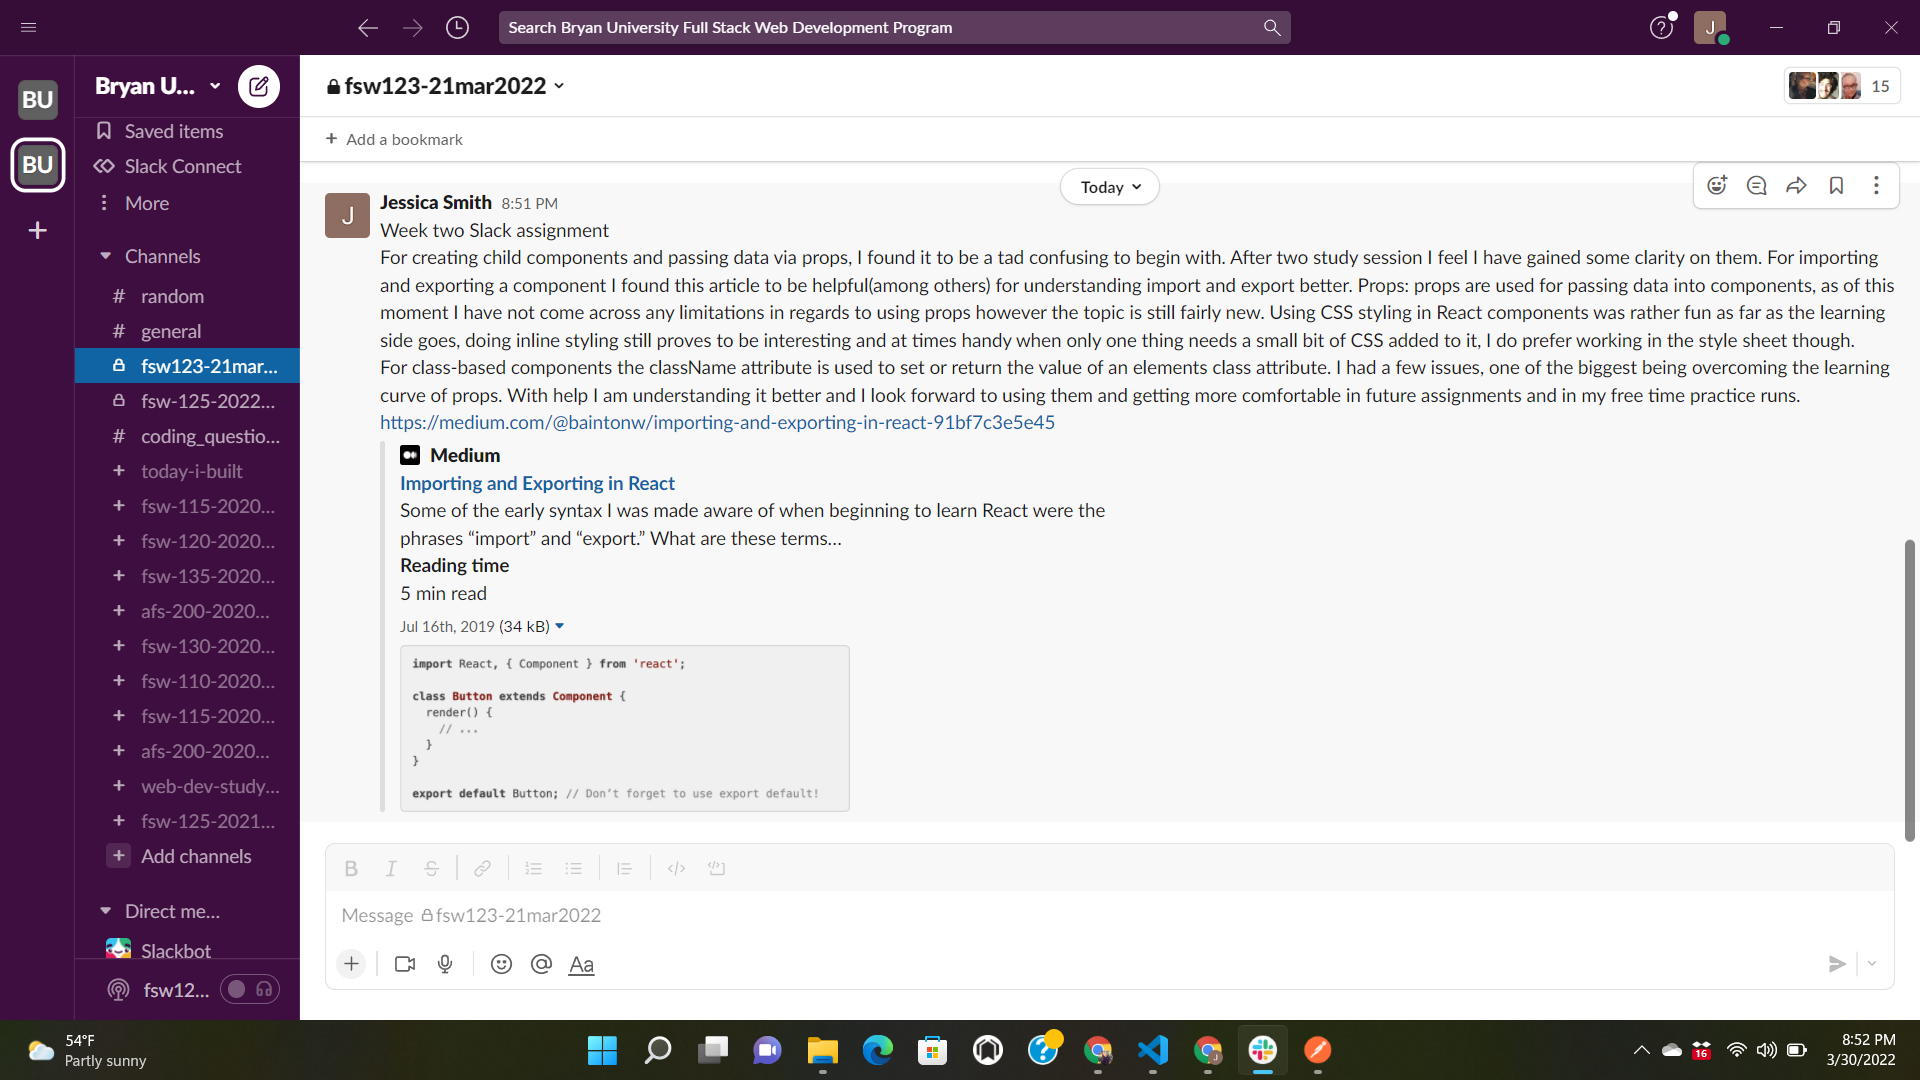 Search Bryan University Full Stack Web Development Program
J
BU
BU
Bryan U...
Saved items
Slack Connect
More
Channels
# random
# general
fsw123-21mar...
fsw-125-2022...
# coding_questio...
+ today-i-built
+ fsw-115-2020...
+ fsw-120-2020...
+ fsw-135-2020...
+ afs-200-2020...
+ fsw-130-2020...
+ fsw-110-2020...
+ fsw-115-2020...
+ afs-200-2020...
+ web-dev-study...
+ fsw-125-2021...
+ Add channels
Direct me...
Slackbot
fsw12...
fsw123-21mar2022
15
+ Add a bookmark
Today
J
Jessica Smith 8:51 PM
Week two Slack assignment
For creating child components and passing data via props, I found it to be a tad confusing to begin with. After two study session I feel I have gained some clarity on them. For importing
and exporting a component I found this article to be helpful(among others) for understanding import and export better. Props: props are used for passing data into components, as of this
moment I have not come across any limitations in regards to using props however the topic is still fairly new. Using CSS styling in React components was rather fun as far as the learning
side goes, doing inline styling still proves to be interesting and at times handy when only one thing needs a small bit of CSS added to it, I do prefer working in the style sheet though.
For class-based components the className attribute is used to set or return the value of an elements class attribute. I had a few issues, one of the biggest being overcoming the learning
curve of props. With help I am understanding it better and I look forward to using them and getting more comfortable in future assignments and in my free time practice runs.
https://medium.com/@baintonw/importing-and-exporting-in-react-91bf7c3e5e45
Medium
Importing and Exporting in React
Some of the early syntax I was made aware of when beginning to learn React were the
phrases “import” and “export.” What are these terms…
Reading time
5 min read
Jul 16th, 2019 (34 kB)
import React, { Component } from 'react';
class Button extends Component {
render() {
// ...
}
}
export default Button; // Don’t forget to use export default!
B I S
Message fsw123-21mar2022
Aa
54°F
Partly sunny
16
8:52 PM
3/30/2022